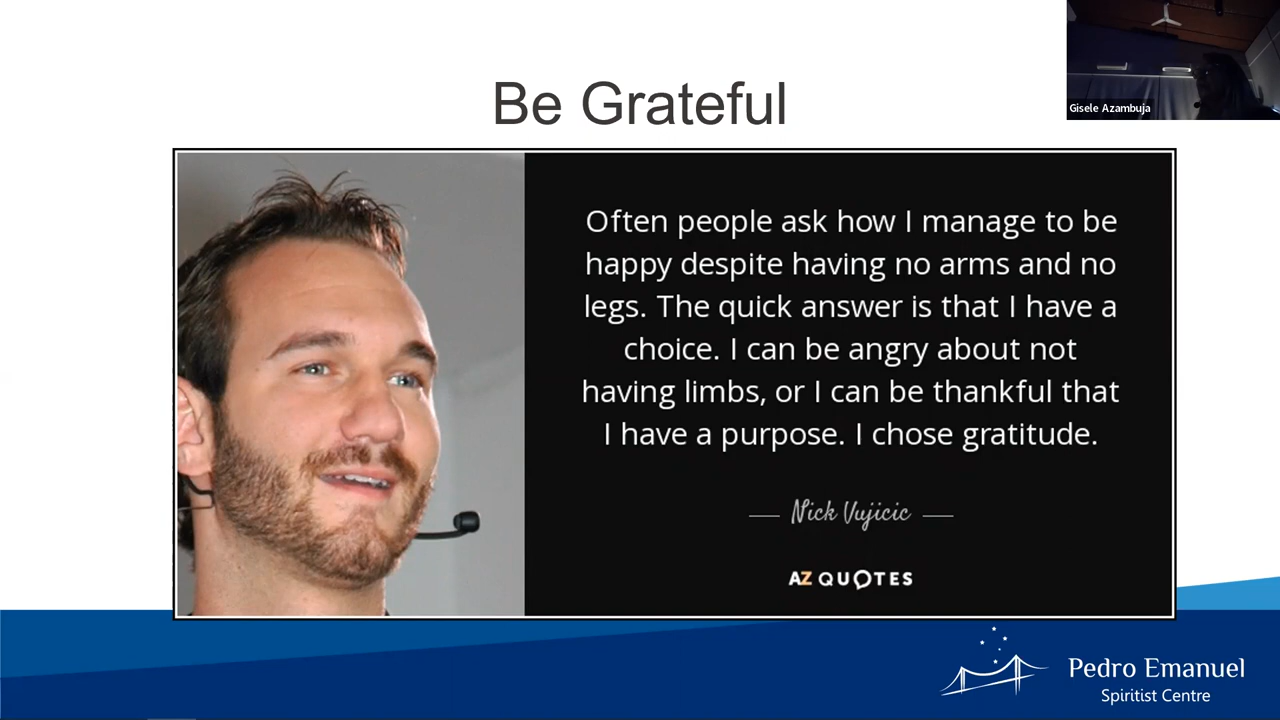 Gisele Azambuja
Be Grateful
Often people ask how I manage to be
happy despite having no arms and no
legs. The quick answer is that I have a
choice. I can be angry about not
having limbs, or I can be thankful that
I have a purpose. I chose gratitude.
Nick Vujicic
AZ QUOTES
Pedro Emanuel
Spiritist Centre